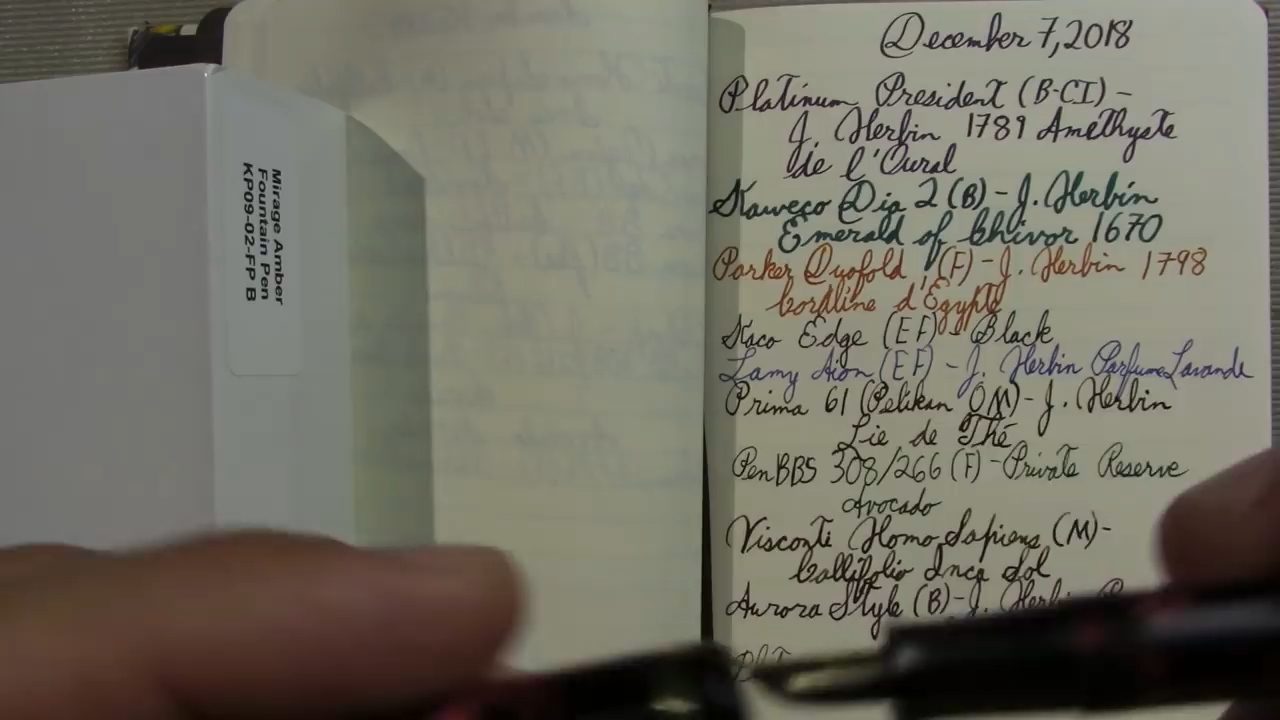 Mirage Amber
Fountain Pen
KP09-02-FP B
December 7, 2018
Platinum President (B-CI) -
J. Herbin 1789 Améthyste
de l'Oural
Kaweco Dia 2 (B) - J. Herbin
Emerald of Chivor 1670
Parker Duofold (F) - J. Herbin 1798
Cornaline d'Egypte
Kaco Edge (EF) - Black
Lamy Aion (EF) - J. Herbin Parfume Lavande
Prima 61 (Pelikan OM) - J. Herbin
Lie de Thé
PenBBS 308/266 (F) - Private Reserve
Avocado
Visconti Homo Sapiens (M) -
Callifolio Inca Sol
Aurora Style (B) - J. Herbin